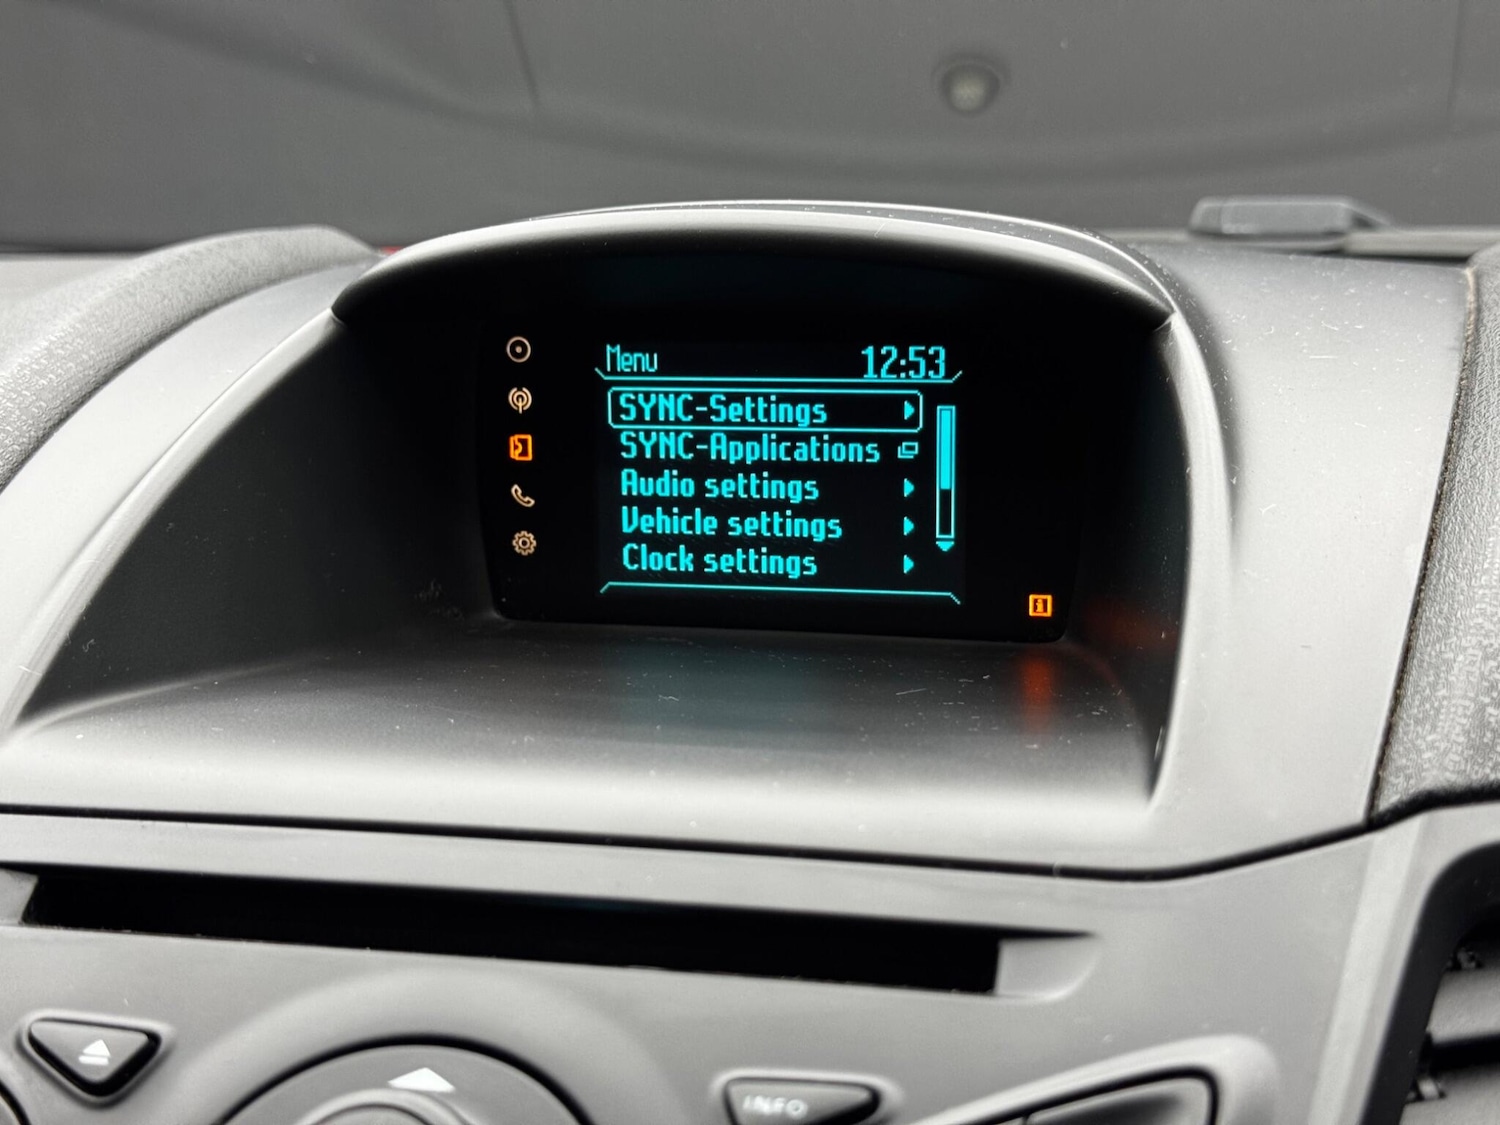 Menu 12:53
SYNC-Settings
SYNC-Applications
Audio settings
Vehicle settings
Clock settings
i
INFO